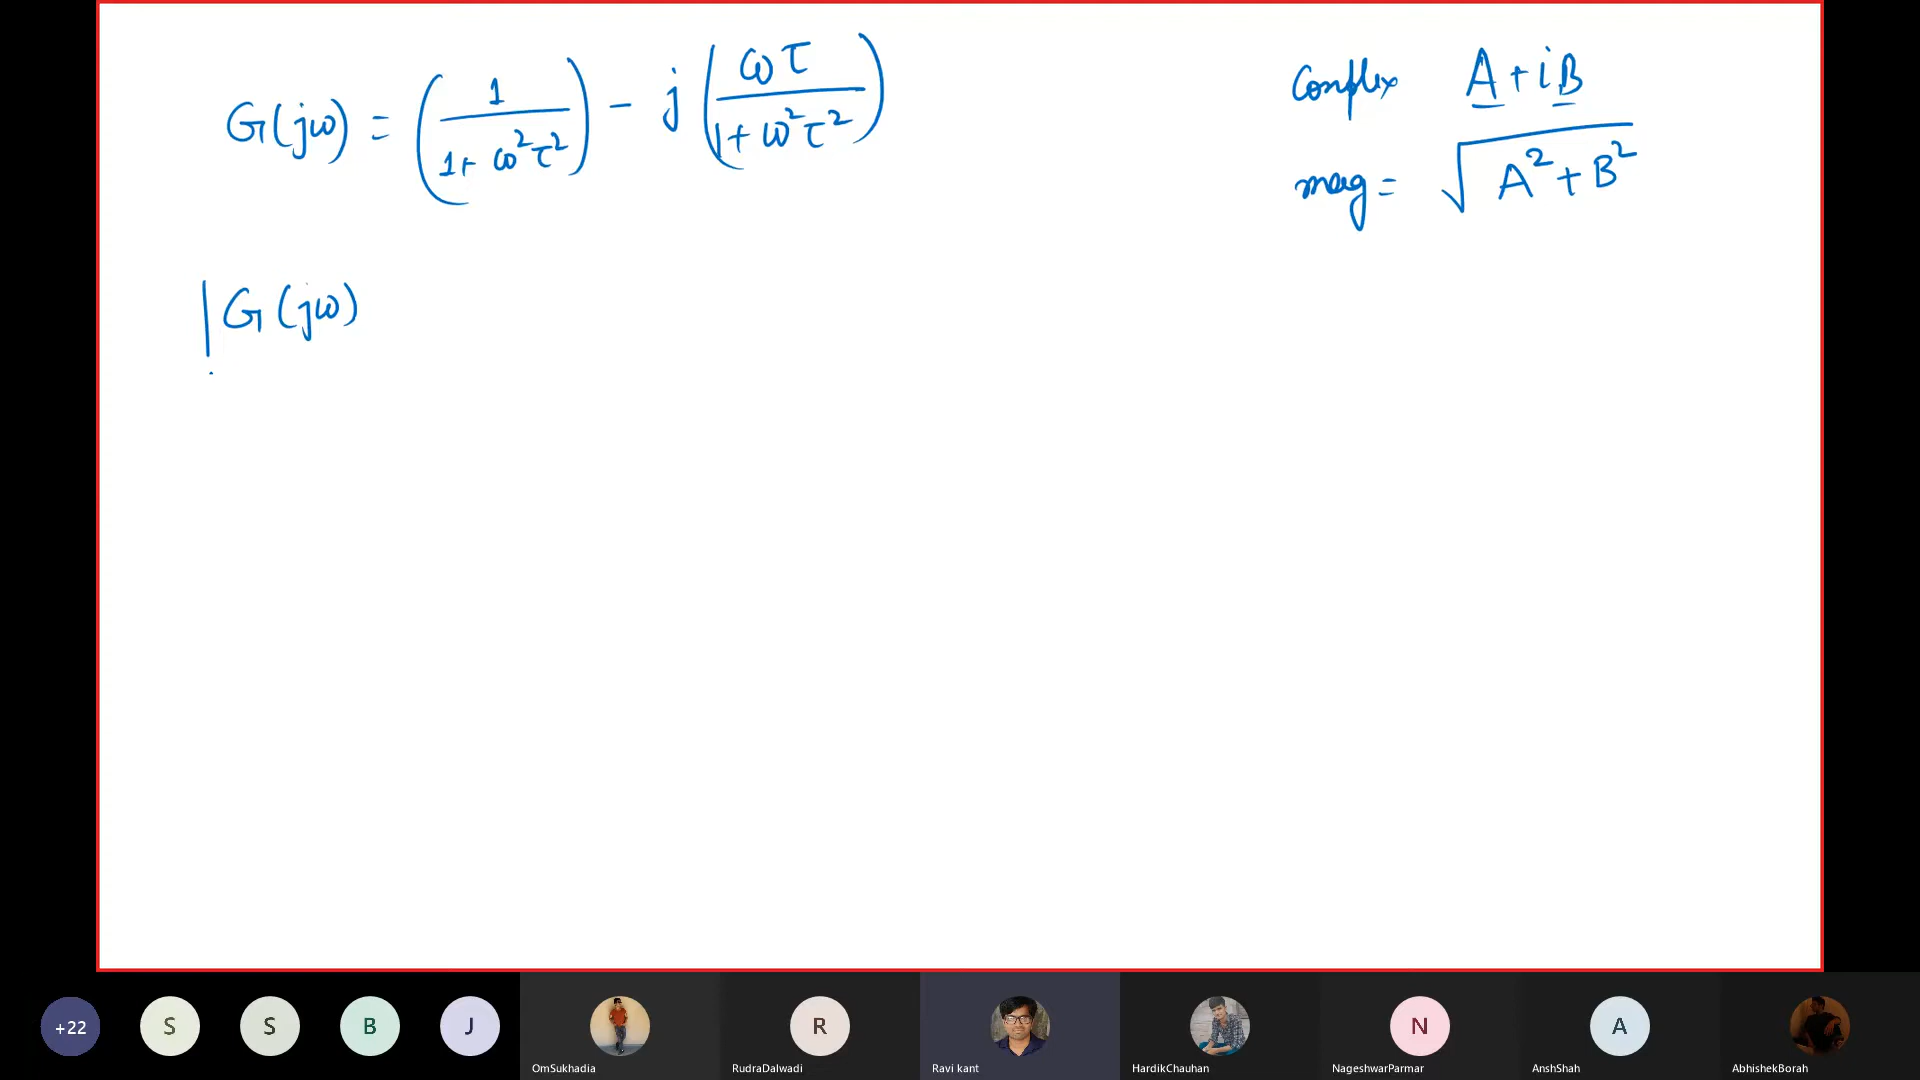 G(jω) = (1 / (1 + ω²τ²)) − j (ωτ / (1 + ω²τ²))
Complex A + iB
mag = √(A² + B²)
|G(jω)
+22
S
S
B
J
R
N
A
OmSukhadia
RudraDalwadi
Ravi kant
HardikChauhan
NageshwarParmar
AnshShah
AbhishekBorah